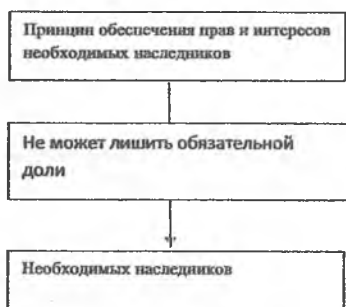 Принцип обеспечения прав и интересов
необходимых наследников
Не может лишить обязательной
доли
Необходимых наследников